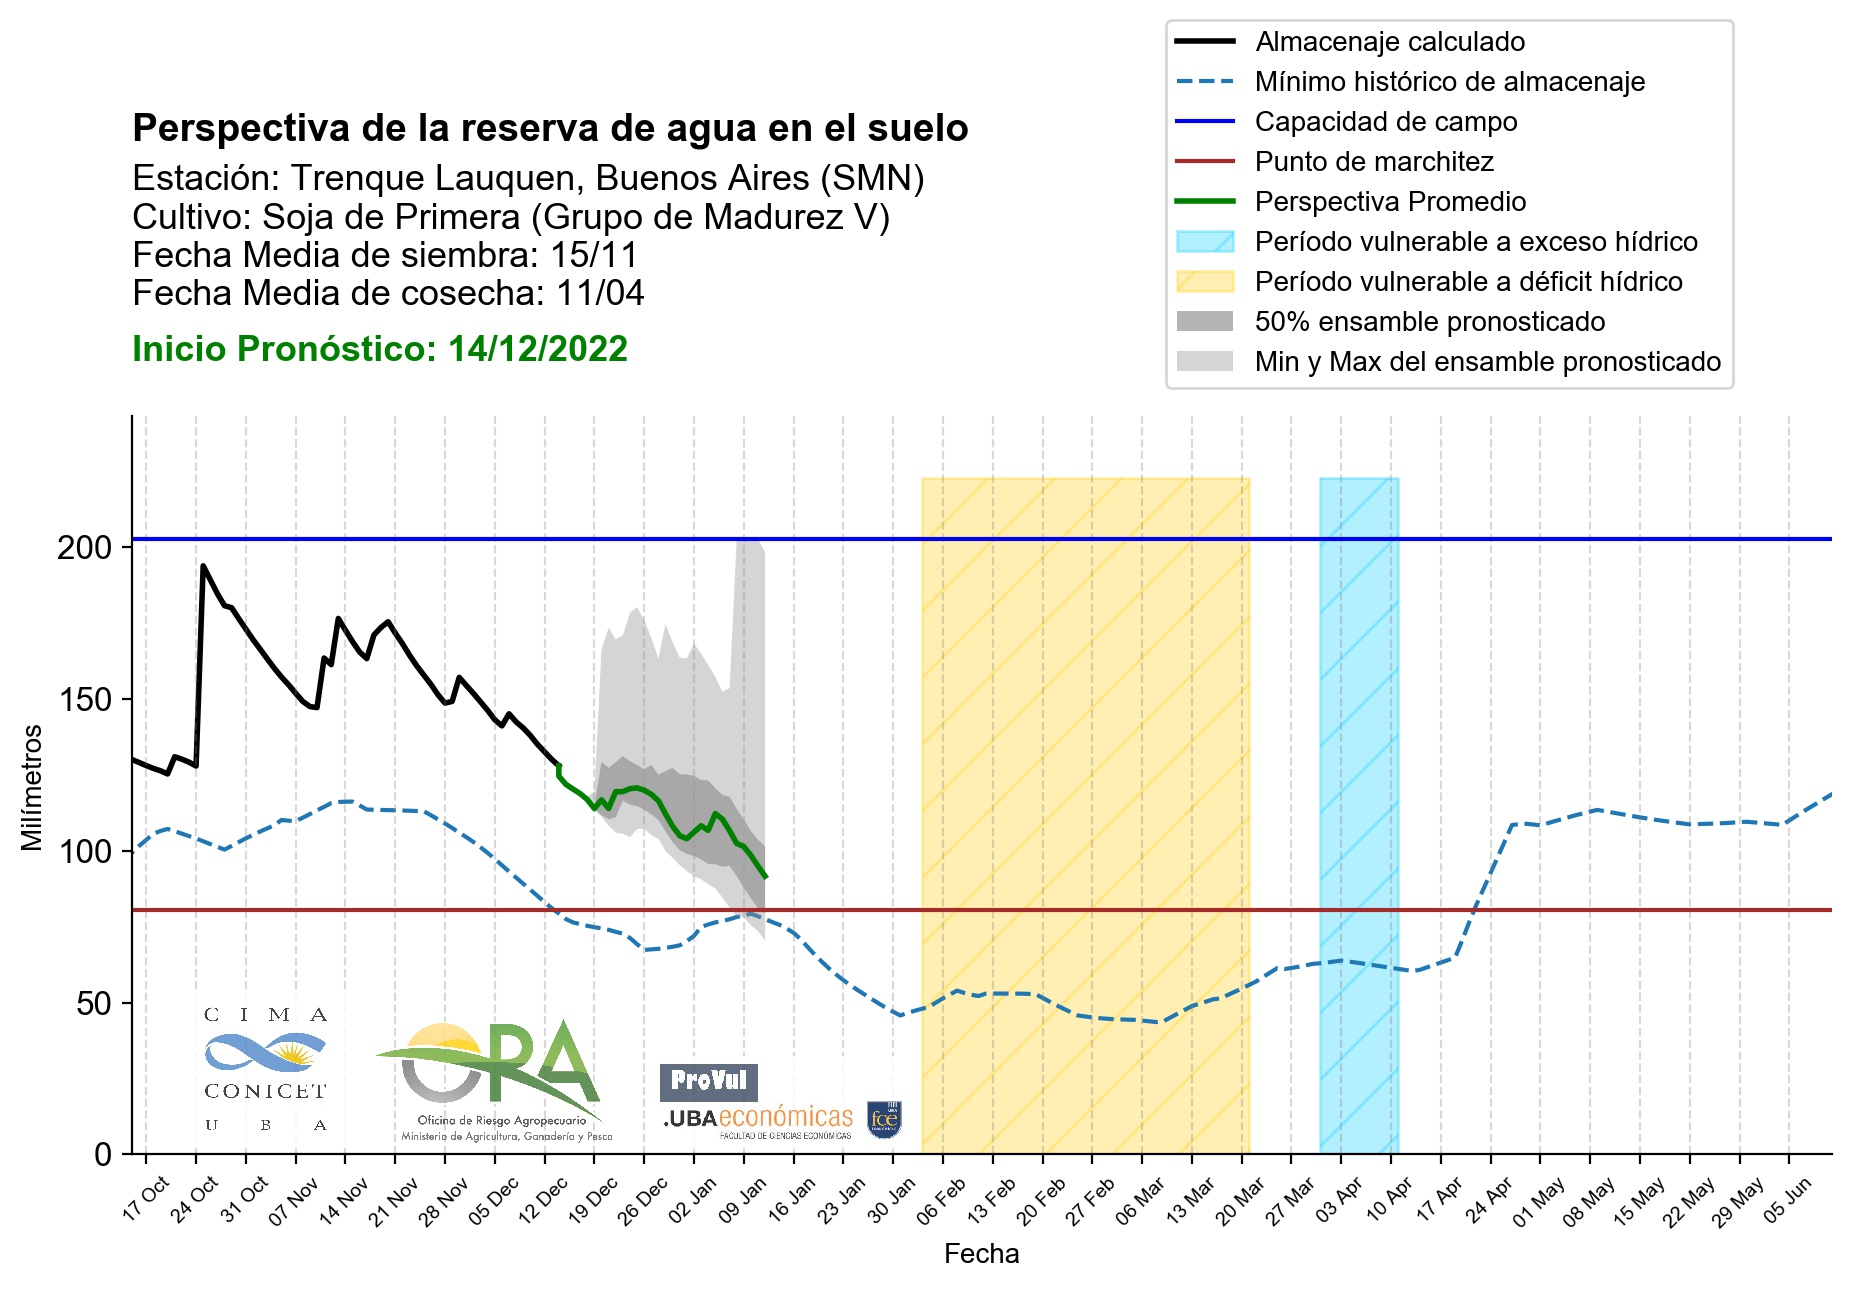 Almacenaje calculado
Mínimo histórico de almacenaje
Capacidad de campo
Punto de marchitez
Perspectiva Promedio
Período vulnerable a exceso hídrico
Período vulnerable a déficit hídrico
50% ensamble pronosticado
Min y Max del ensamble pronosticado
Perspectiva de la reserva de agua en el suelo
Estación: Trenque Lauquen, Buenos Aires (SMN)
Cultivo: Soja de Primera (Grupo de Madurez V)
Fecha Media de siembra: 15/11
Fecha Media de cosecha: 11/04
Inicio Pronóstico: 14/12/2022
Milímetros
200
150
100
50
0
C I M A
CONICET
U B A
ORA
Oficina de Riesgo Agropecuario
Ministerio de Agricultura, Ganadería y Pesca
ProVul
.UBAeconómicas
FACULTAD DE CIENCIAS ECONÓMICAS
UBA
fce
17 Oct
24 Oct
31 Oct
07 Nov
14 Nov
21 Nov
28 Nov
05 Dec
12 Dec
19 Dec
26 Dec
02 Jan
09 Jan
16 Jan
23 Jan
30 Jan
06 Feb
13 Feb
20 Feb
27 Feb
06 Mar
13 Mar
20 Mar
27 Mar
03 Apr
10 Apr
17 Apr
24 Apr
01 May
08 May
15 May
22 May
29 May
05 Jun
Fecha